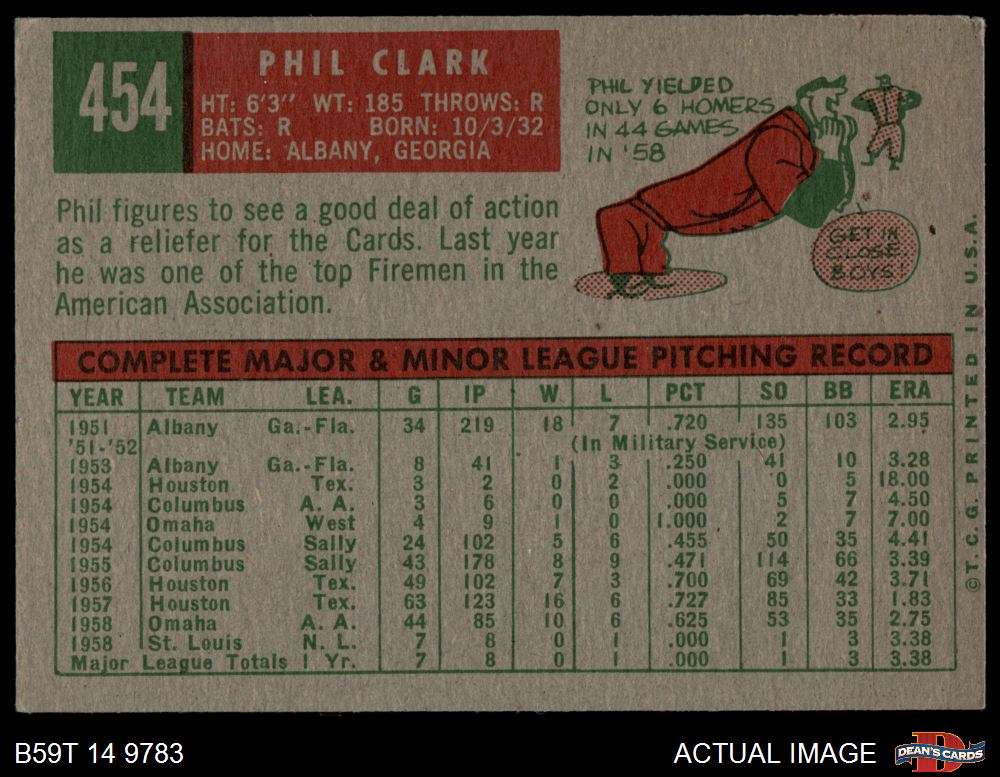 454
PHIL CLARK
HT: 6'3" WT: 185 THROWS: R
BATS: R BORN: 10/3/32
HOME: ALBANY, GEORGIA
PHIL YIELDED
ONLY 6 HOMERS
IN 44 GAMES
IN '58
GET IN
CLOSE
BOYS
Phil figures to see a good deal of action
as a reliefer for the Cards. Last year
he was one of the top Firemen in the
American Association.
COMPLETE MAJOR & MINOR LEAGUE PITCHING RECORD
YEAR TEAM LEA. G IP W L PCT SO BB ERA
1951 Albany Ga.-Fla. 34 219 18 7 .720 135 103 2.95
'51-'52 (In Military Service)
1953 Albany Ga.-Fla. 8 41 1 3 .250 41 10 3.28
1954 Houston Tex. 3 2 0 2 .000 0 5 18.00
1954 Columbus A. A. 3 6 0 0 .000 5 7 4.50
1954 Omaha West 4 9 1 0 1.000 2 7 7.00
1954 Columbus Sally 24 102 5 6 .455 50 35 4.41
1955 Columbus Sally 43 178 8 9 .471 114 66 3.39
1956 Houston Tex. 49 102 7 3 .700 69 42 3.71
1957 Houston Tex. 63 123 16 6 .727 85 33 1.83
1958 Omaha A. A. 44 85 10 6 .625 53 35 2.75
1958 St. Louis N. L. 7 8 0 1 .000 1 3 3.38
Major League Totals 1 Yr. 7 8 0 1 .000 1 3 3.38
©T. C. G. PRINTED IN U.S.A.
B59T 14 9783
ACTUAL IMAGE
D
DEAN'S CARDS